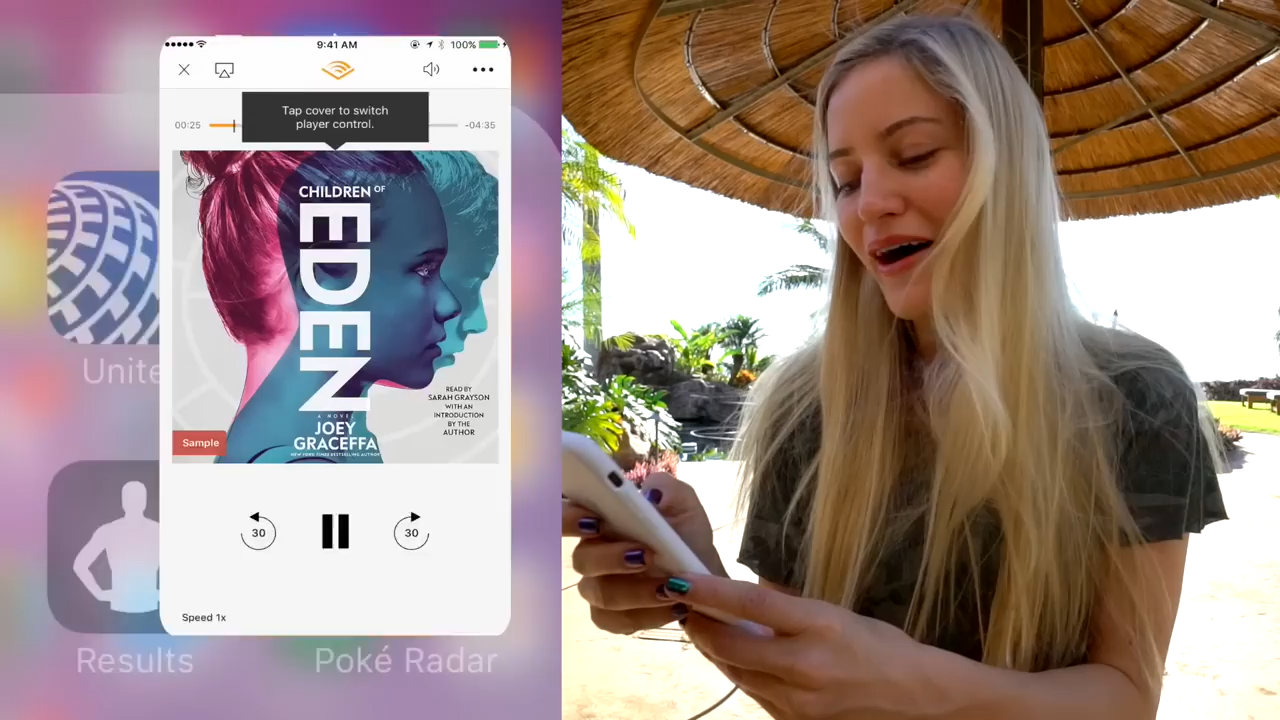 9:41 AM
100%
Tap cover to switch
player control.
00:25
-04:35
CHILDREN OF
EDEN
A NOVEL
JOEY
GRACEFFA
NEW YORK TIMES BESTSELLING AUTHOR
READ BY
SARAH GRAYSON
WITH AN
INTRODUCTION
BY THE
AUTHOR
Sample
30
30
Speed 1x
Unite
Results
Poké Radar